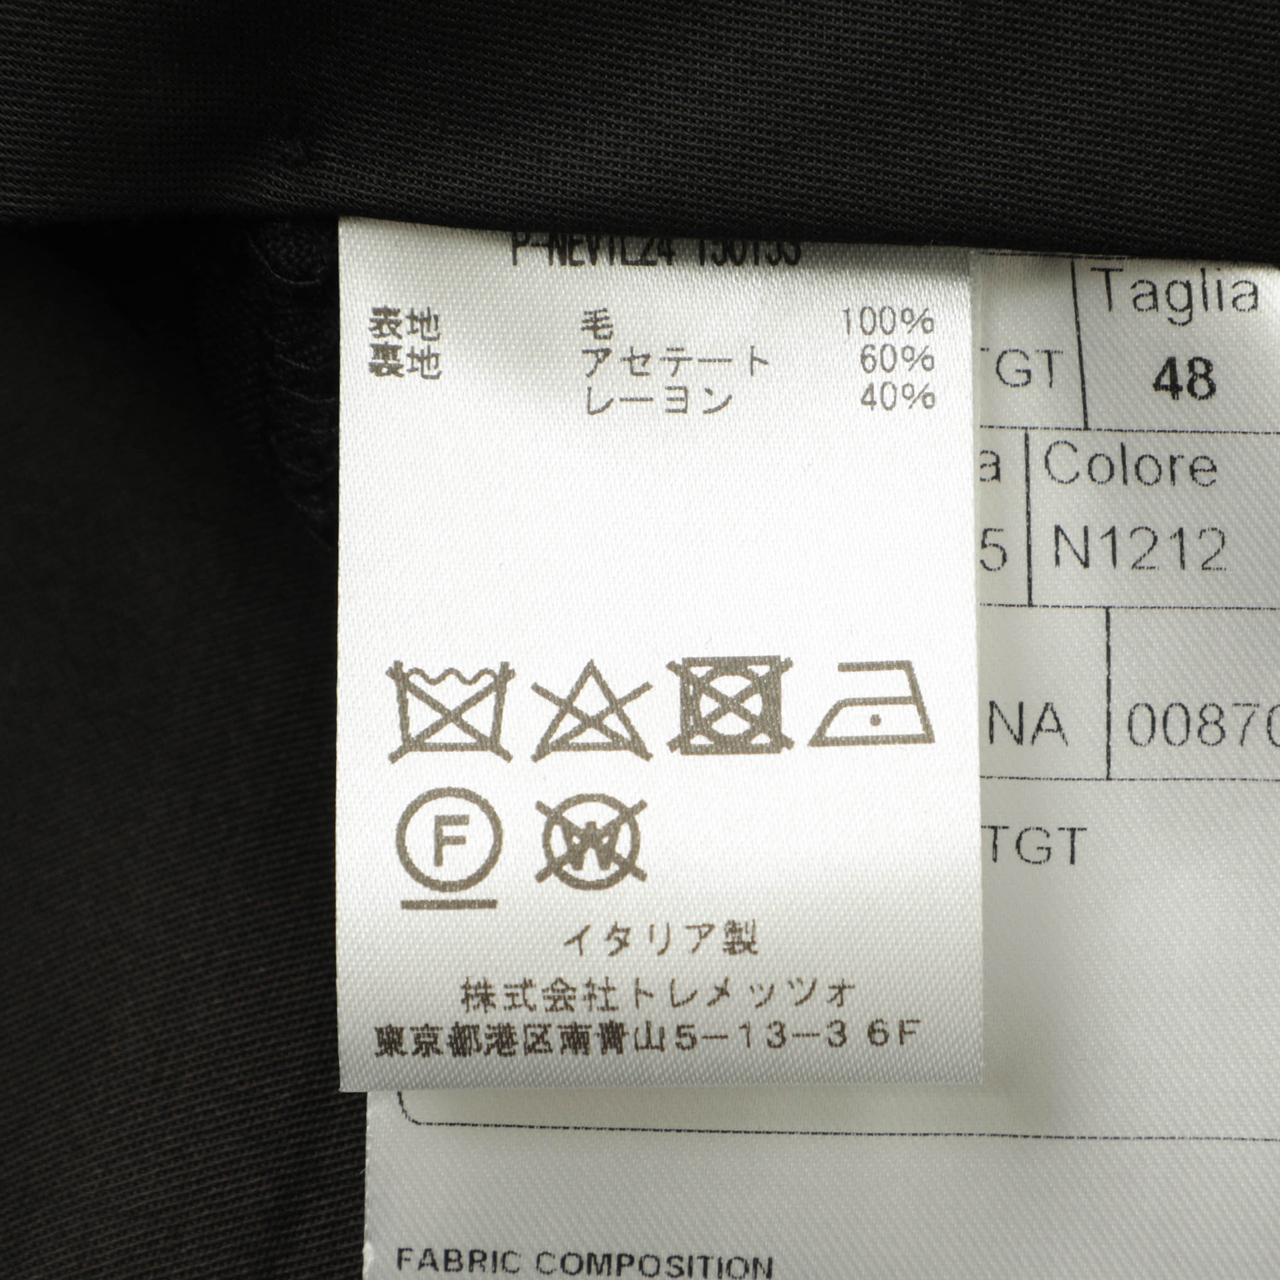 表地 毛 100%
裏地 アセテート 60%
レーヨン 40%
F
W
イタリア製
株式会社トレメッツォ
東京都港区南青山5-13-3 6F
Taglia
TGT 48
a Colore
5 N1212
NA 0087
TGT
FABRIC COMPOSITION